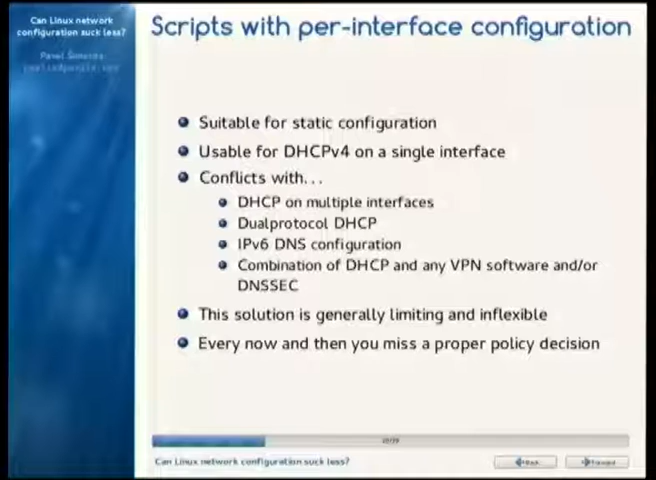 Can Linux network
configuration suck less?
Scripts with per-interface configuration
Suitable for static configuration
Usable for DHCPv4 on a single interface
Conflicts with...
DHCP on multiple interfaces
Dualprotocol DHCP
IPv6 DNS configuration
Combination of DHCP and any VPN software and/or
DNSSEC
This solution is generally limiting and inflexible
Every now and then you miss a proper policy decision
Can Linux network configuration suck less?